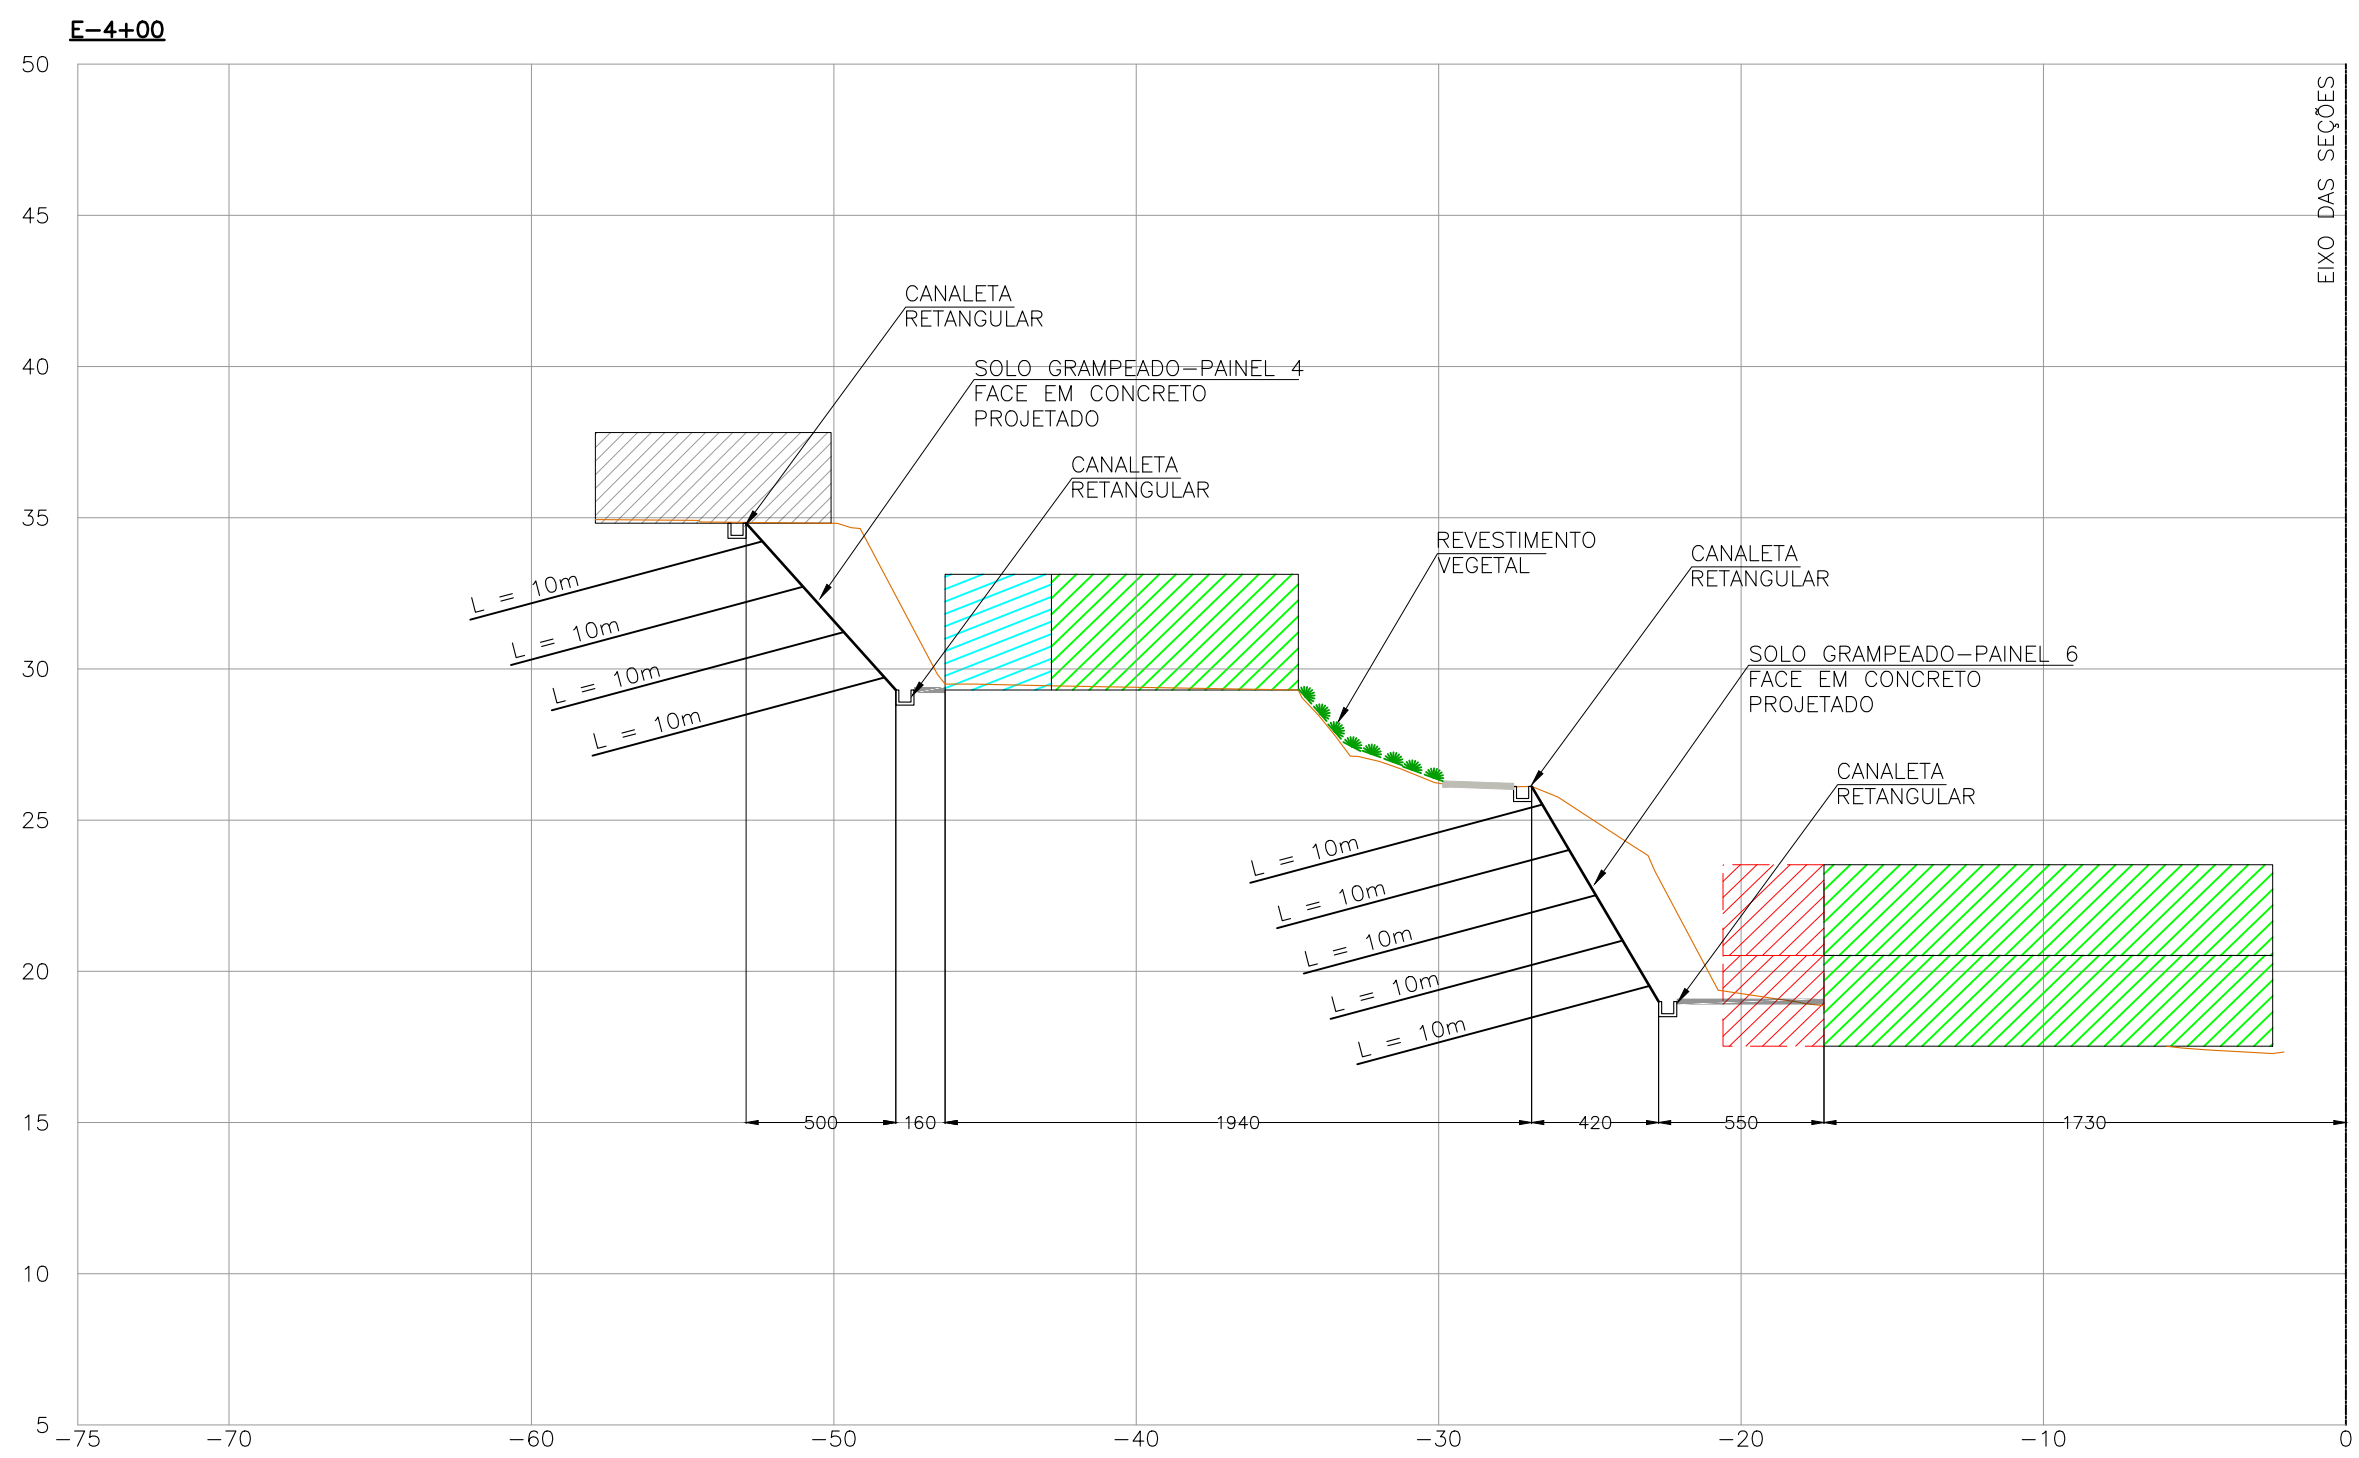 E-4+00
50
EIXO DAS SEÇÕES
45
CANALETA
RETANGULAR
40
SOLO GRAMPEADO-PAINEL 4
FACE EM CONCRETO
PROJETADO
CANALETA
RETANGULAR
35
REVESTIMENTO
VEGETAL
CANALETA
RETANGULAR
L = 10m
L = 10m
L = 10m
L = 10m
30
SOLO GRAMPEADO-PAINEL 6
FACE EM CONCRETO
PROJETADO
CANALETA
RETANGULAR
25
L = 10m
L = 10m
L = 10m
L = 10m
L = 10m
20
15
500
160
1940
420
550
1730
10
5
-75
-70
-60
-50
-40
-30
-20
-10
0